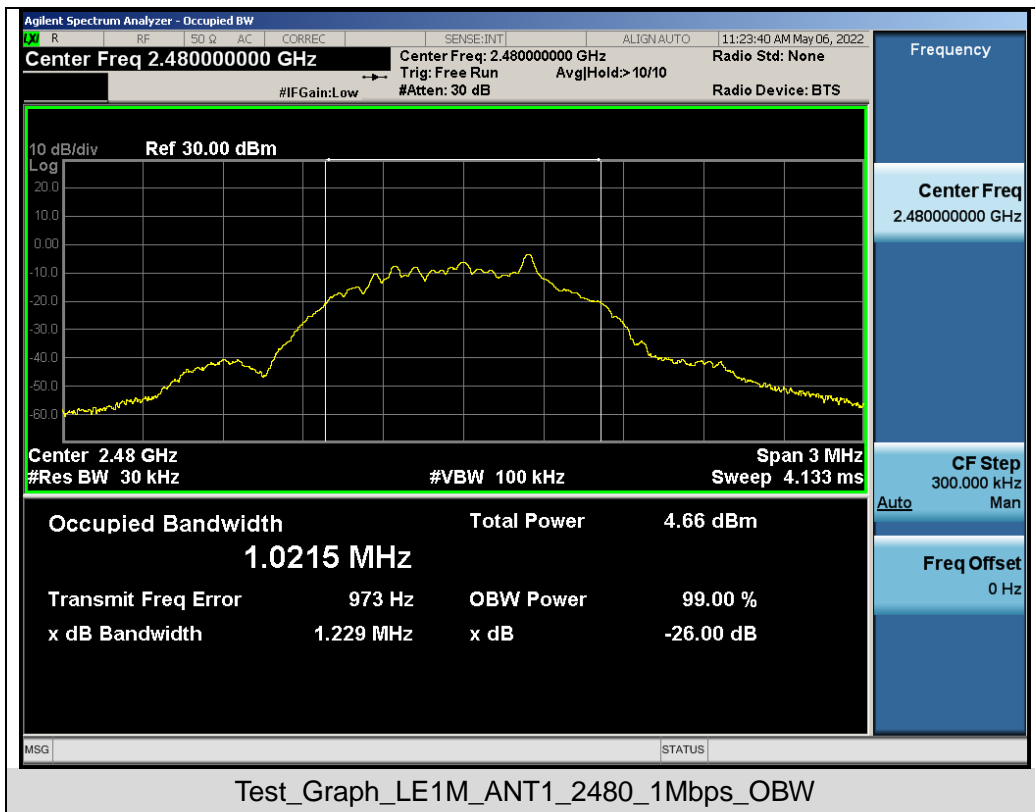 Agilent Spectrum Analyzer - Occupied BW
LXI R RF 50 Ω AC CORREC SENSE:INT ALIGN AUTO 11:23:40 AM May 06, 2022
Center Freq 2.480000000 GHz
Center Freq: 2.480000000 GHz
Radio Std: None
Trig: Free Run Avg|Hold:>10/10
#IFGain:Low
#Atten: 30 dB
Radio Device: BTS
10 dB/div Ref 30.00 dBm
Log
20.0
10.0
0.00
-10.0
-20.0
-30.0
-40.0
-50.0
-60.0
Center 2.48 GHz
Span 3 MHz
#Res BW 30 kHz
#VBW 100 kHz
Sweep 4.133 ms
Occupied Bandwidth
1.0215 MHz
Total Power 4.66 dBm
Transmit Freq Error 973 Hz
OBW Power 99.00 %
x dB Bandwidth 1.229 MHz
x dB -26.00 dB
Frequency
Center Freq
2.480000000 GHz
CF Step
300.000 kHz
Auto Man
Freq Offset
0 Hz
MSG
STATUS
Test_Graph_LE1M_ANT1_2480_1Mbps_OBW